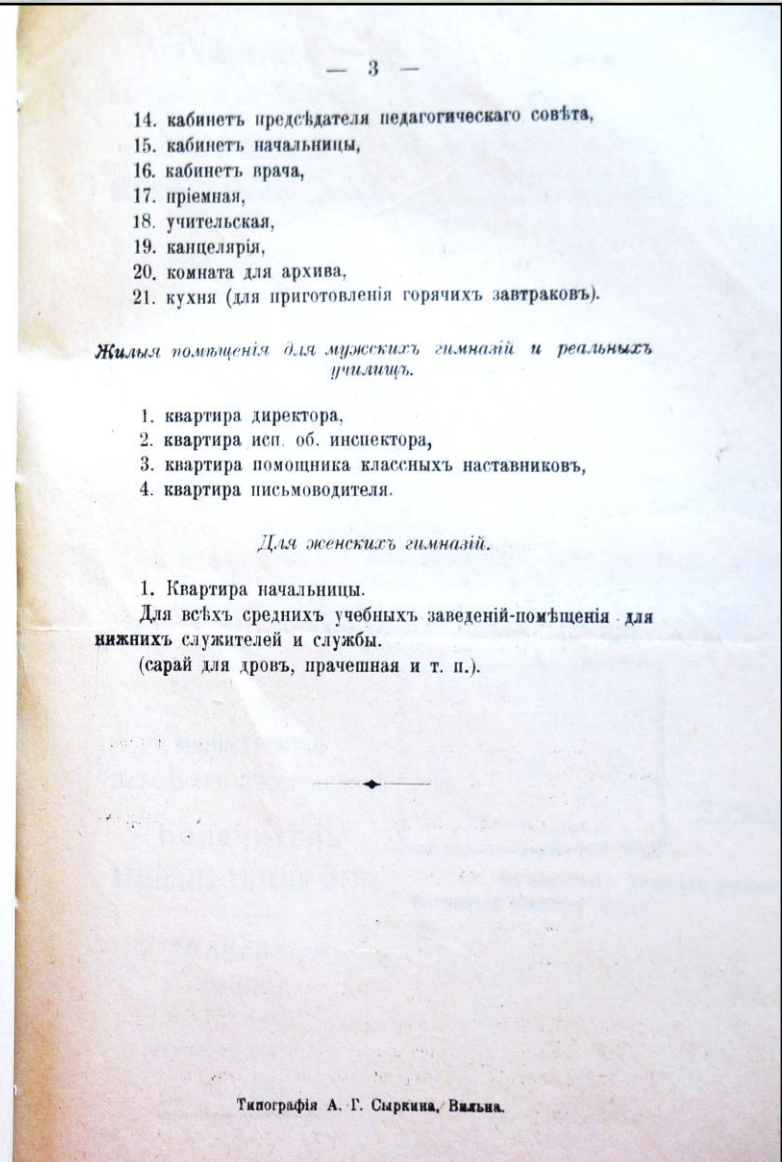 — 3 —
14. кабинетъ предсѣдателя педагогическаго совѣта,
15. кабинетъ начальницы,
16. кабинетъ врача,
17. пріемная,
18. учительская,
19. канцелярія,
20. комната для архива,
21. кухня (для приготовленія горячихъ завтраковъ).
Жилыя помѣщенія для мужскихъ гимназій и реальныхъ
училищъ.
1. квартира директора,
2. квартира исп. об. инспектора,
3. квартира помощника классныхъ наставниковъ,
4. квартира письмоводителя.
Для женскихъ гимназій.
1. Квартира начальницы.
Для всѣхъ среднихъ учебныхъ заведеній-помѣщенія для
нижнихъ служителей и службы.
(сарай для дровъ, прачешная и т. п.).
Типографія А. Г. Сыркина, Вильна.